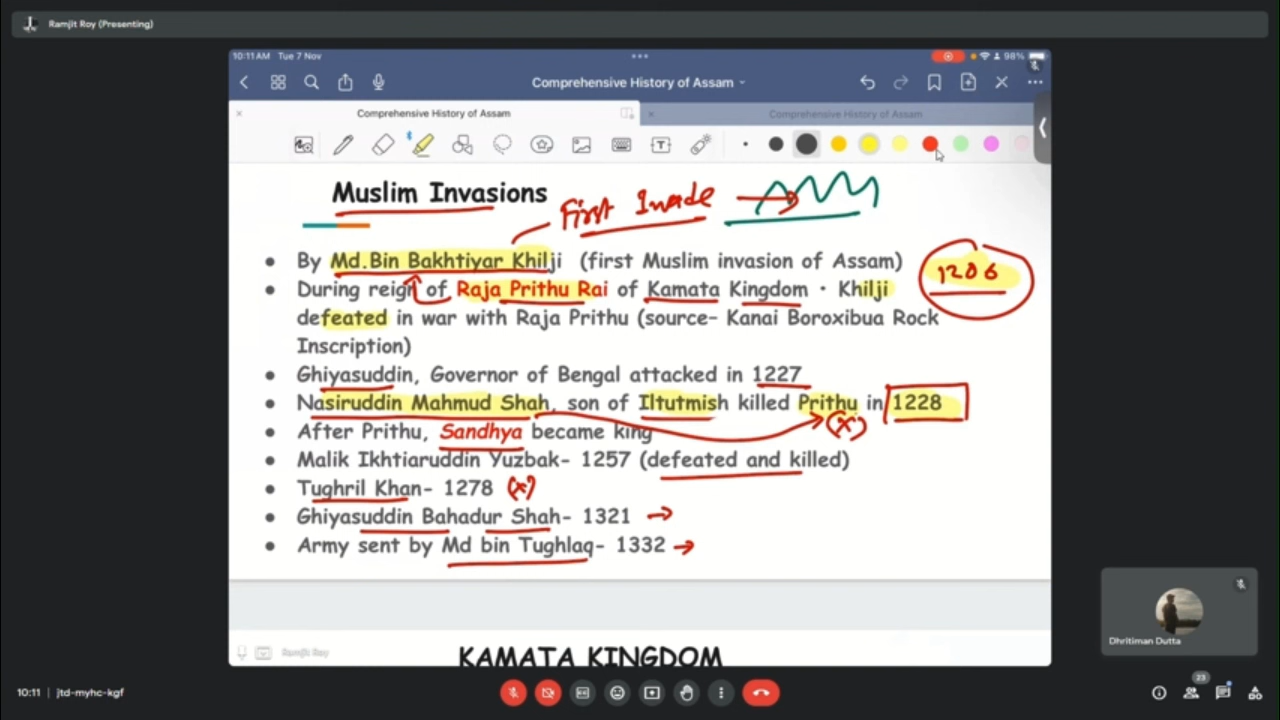 Ramjit Roy (Presenting)
10:11 AM Tue 7 Nov
98%
Comprehensive History of Assam
Comprehensive History of Assam
Comprehensive History of Assam
Muslim Invasions
First Invade →
• By Md.Bin Bakhtiyar Khilji (first Muslim invasion of Assam)
1206
• During reign of Raja Prithu Rai of Kamata Kingdom · Khilji
defeated in war with Raja Prithu (source– Kanai Boroxibua Rock
Inscription)
• Ghiyasuddin, Governor of Bengal attacked in 1227
• Nasiruddin Mahmud Shah, son of Iltutmish killed Prithu in 1228
(x)
• After Prithu, Sandhya became king
• Malik Ikhtiaruddin Yuzbak- 1257 (defeated and killed)
• Tughril Khan- 1278 (x)
• Ghiyasuddin Bahadur Shah- 1321 →
• Army sent by Md bin Tughlaq- 1332 →
KAMATA KINGDOM
Ramjit Roy
Dhritiman Dutta
10:11 | jtd-myhc-kgf
23